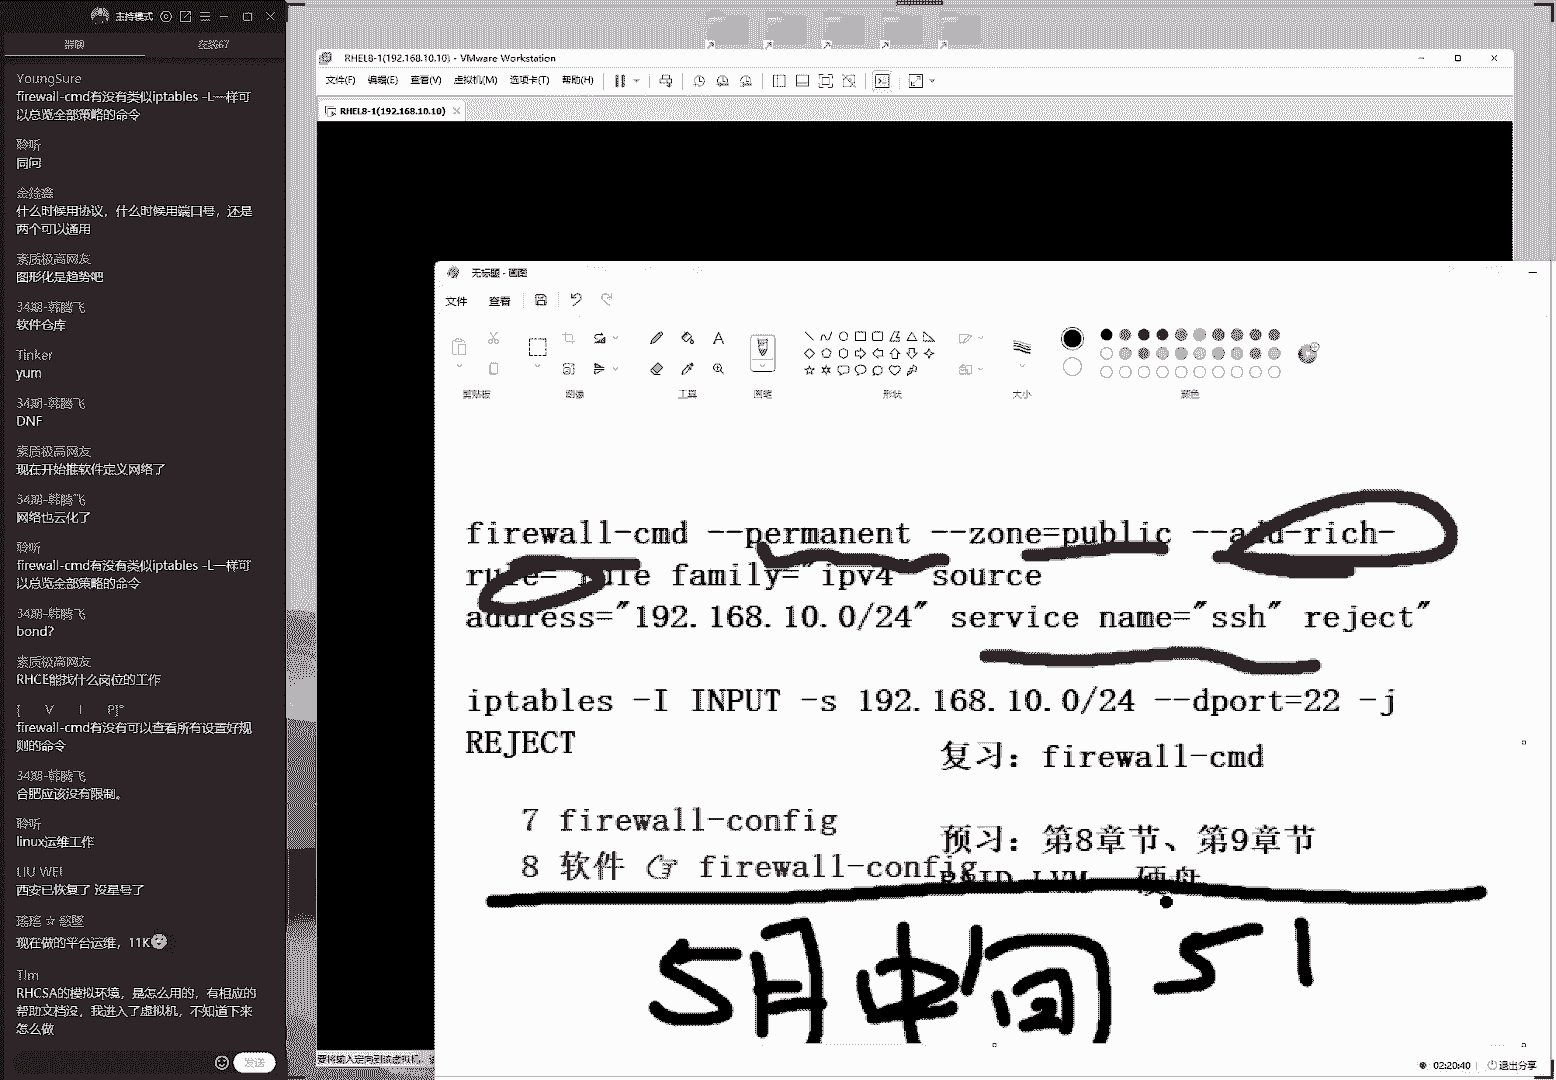 主持模式
YoungSure
firewall-cmd有没有类似iptables -L一样可
以总览全部策略的命令
聆听
同问
什么时候用协议，什么时候用端口号，还是
两个可以通用
素质极高网友
图形化是趋势吧
34期-韩腾飞
软件仓库
Tinker
yum
34期-韩腾飞
DNF
素质极高网友
现在开始推软件定义网络了
34期-韩腾飞
网络也云化了
聆听
firewall-cmd有没有类似iptables -L一样可
以总览全部策略的命令
34期-韩腾飞
bond?
素质极高网友
RHCE能找什么岗位的工作
[ V I P]°
firewall-cmd有没有可以查看所有设置好规
则的命令
34期-韩腾飞
合肥应该没有限制。
聆听
linux运维工作
LIU WEI
西安已恢复了 没星号了
现在做的平台运维，11K
Tim
RHCSA的模拟环境，是怎么用的，有相应的
帮助文档没，我进入了虚拟机，不知道下来
怎么做
发送
RHEL8-1(192.168.10.10) - VMware Workstation
文件(F) 编辑(E) 查看(V) 虚拟机(M) 选项卡(T) 帮助(H)
RHEL8-1(192.168.10.10)
无标题 - 画图
文件 查看
剪贴板 图像 工具 画笔 形状 大小 颜色
firewall-cmd --permanent --zone=public --add-rich-
rule="rule family="ipv4" source
address="192.168.10.0/24" service name="ssh" reject"
iptables -I INPUT -s 192.168.10.0/24 --dport=22 -j
REJECT
复习：firewall-cmd
7 firewall-config
8 软件 👉 firewall-config
预习：第8章节、第9章节
RAID LVM 硬盘
5月中间 51
要将输入定向到该虚拟机，
02:20:40 退出分享